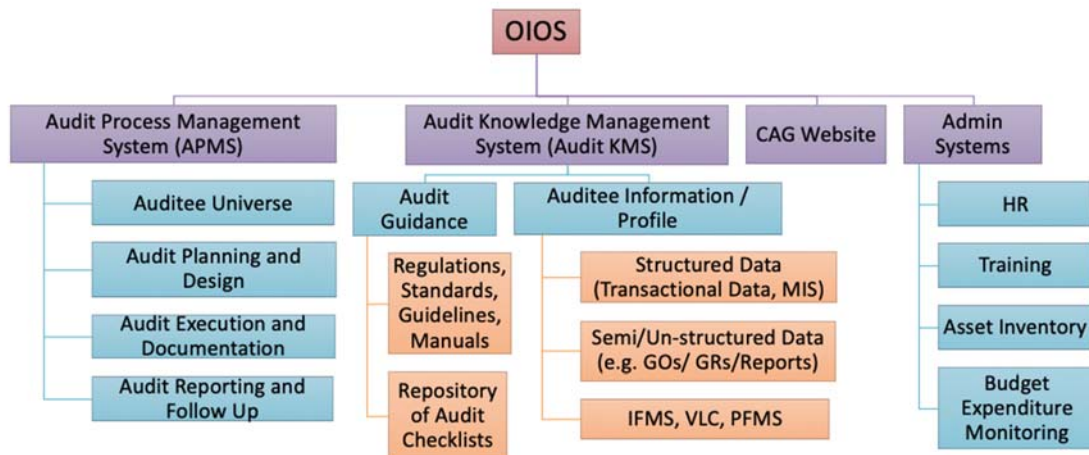 OIOS
Audit Process Management
System (APMS)
Audit Knowledge Management
System (Audit KMS)
CAG Website
Admin
Systems
Auditee Universe
Audit Planning and
Design
Audit Execution and
Documentation
Audit Reporting and
Follow Up
Audit
Guidance
Regulations,
Standards,
Guidelines,
Manuals
Repository
of Audit
Checklists
Auditee Information /
Profile
Structured Data
(Transactional Data, MIS)
Semi/Un-structured Data
(e.g. GOs/ GRs/Reports)
IFMS, VLC, PFMS
HR
Training
Asset Inventory
Budget
Expenditure
Monitoring